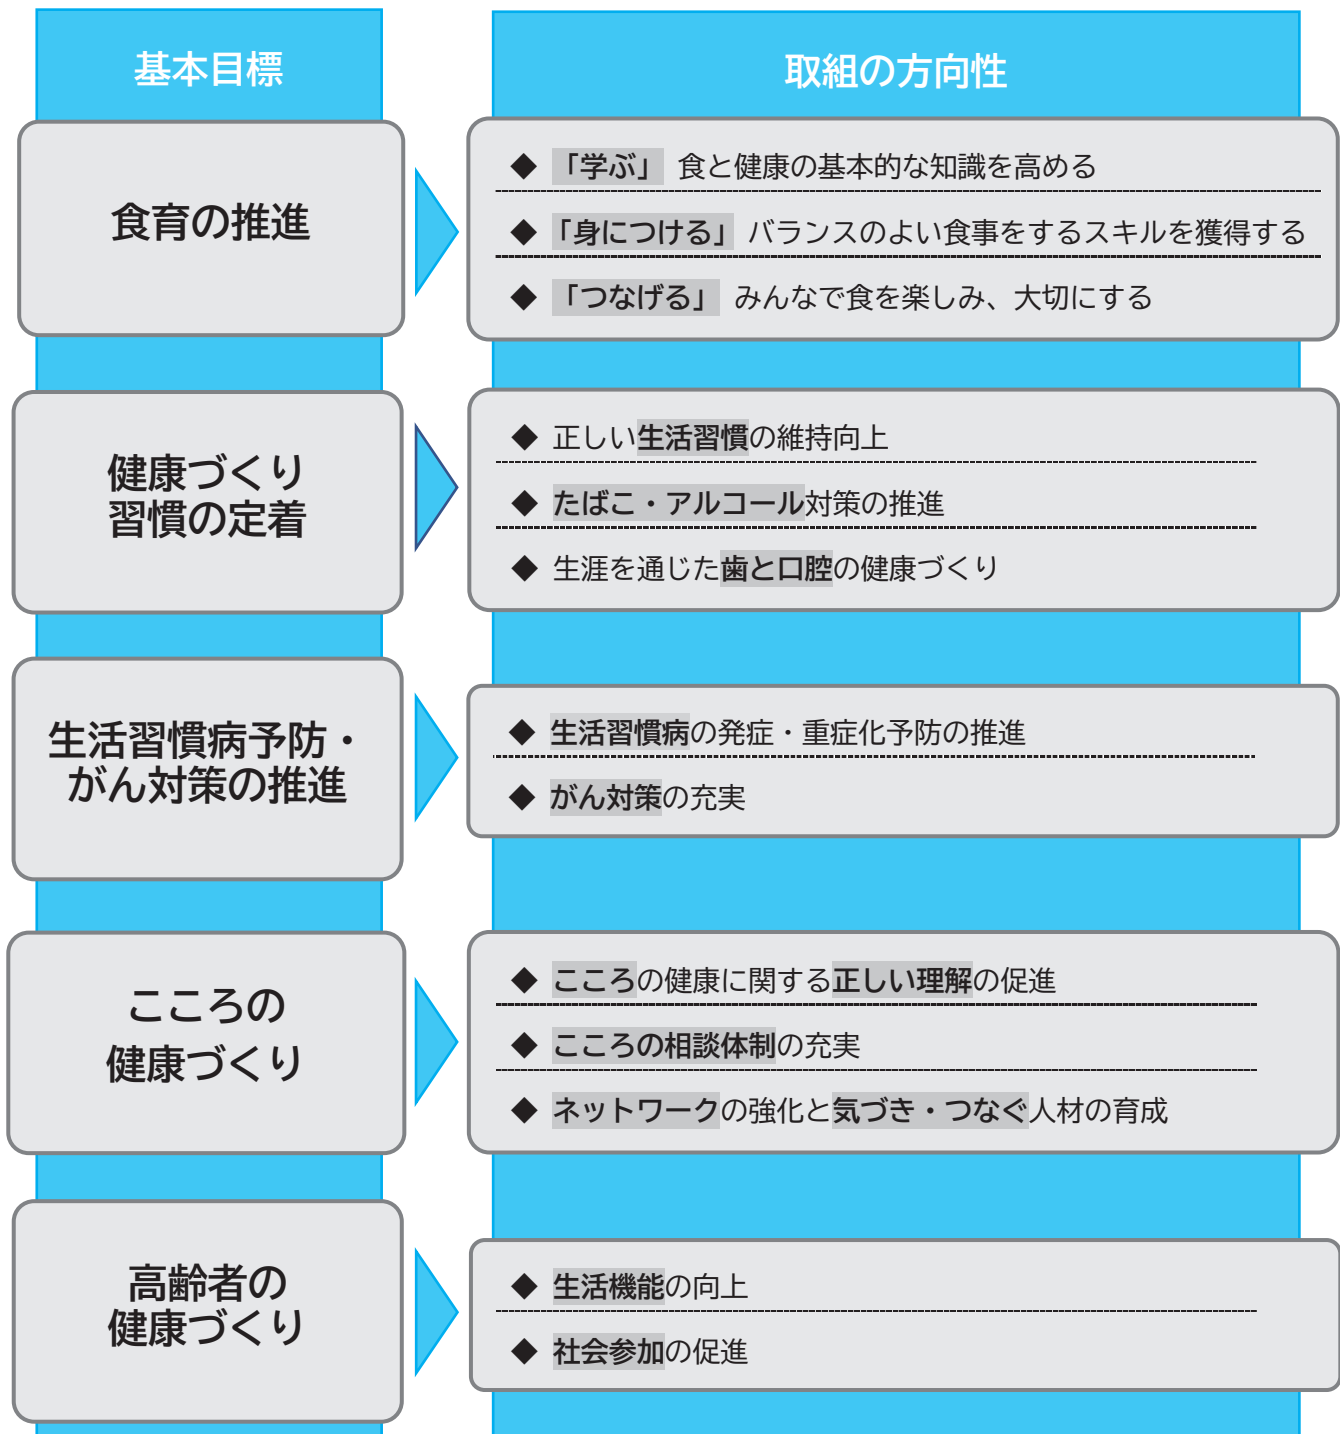 基本目標
取組の方向性
食育の推進
◆ 「学ぶ」 食と健康の基本的な知識を高める
◆ 「身につける」 バランスのよい食事をするスキルを獲得する
◆ 「つなげる」 みんなで食を楽しみ、大切にする
健康づくり
習慣の定着
◆ 正しい生活習慣の維持向上
◆ たばこ・アルコール対策の推進
◆ 生涯を通じた歯と口腔の健康づくり
生活習慣病予防・
がん対策の推進
◆ 生活習慣病の発症・重症化予防の推進
◆ がん対策の充実
こころの
健康づくり
◆ こころの健康に関する正しい理解の促進
◆ こころの相談体制の充実
◆ ネットワークの強化と気づき・つなぐ人材の育成
高齢者の
健康づくり
◆ 生活機能の向上
◆ 社会参加の促進